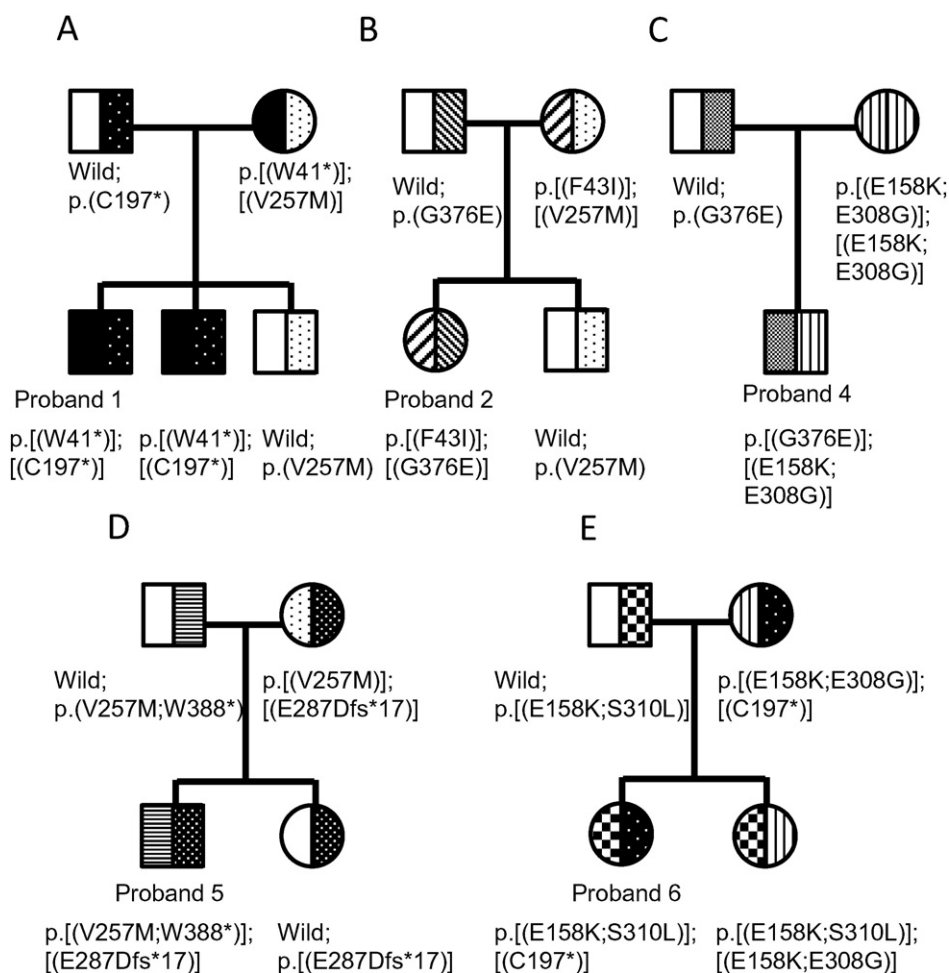 A
B
C
Wild;
p.(C197*)
p.[(W41*)];
[(V257M)]
Wild;
p.(G376E)
p.[(F43I)];
[(V257M)]
Wild;
p.(G376E)
p.[(E158K;
E308G)];
[(E158K;
E308G)]
Proband 1
p.[(W41*)];
[(C197*)]
p.[(W41*)];
[(C197*)]
Wild;
p.(V257M)
Proband 2
p.[(F43I)];
[(G376E)]
Wild;
p.(V257M)
Proband 4
p.[(G376E)];
[(E158K;
E308G)]
D
E
Wild;
p.(V257M;W388*)
p.[(V257M)];
[(E287Dfs*17)]
Wild;
p.[(E158K;S310L)]
p.[(E158K;E308G)];
[(C197*)]
Proband 5
p.[(V257M;W388*)];
[(E287Dfs*17)]
Wild;
p.[(E287Dfs*17)]
Proband 6
p.[(E158K;S310L)];
[(C197*)]
p.[(E158K;S310L)];
[(E158K;E308G)]